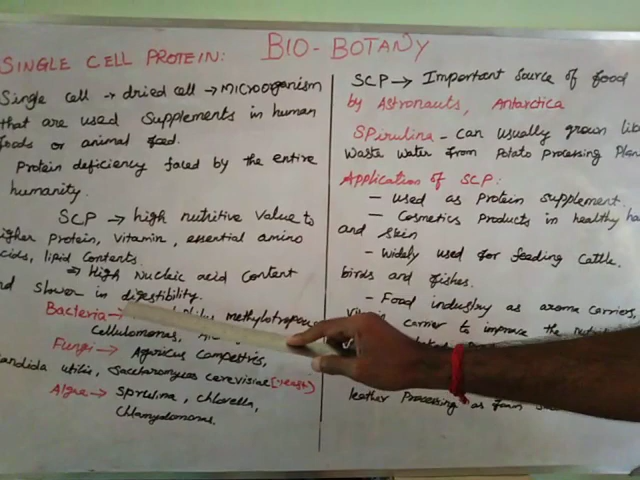 BIO-BOTANY
SINGLE CELL PROTEIN:
Single cell → dried cell → Microorganism
that are used Supplements in human
foods or animal feed.
Protein deficiency faced by the entire
humanity.
SCP → high nutritive value to
higher protein, vitamin, essential amino
acids, lipid contents.
⇒ High Nucleic acid content
and slower in digestibility.
Bacteria → methylotropous
Cellulomonas,
Fungi → Agaricus campestris,
candida utilis, Saccharomyces cerevisiae (yeast)
Algae → Sprulina, chlorella,
Chlamydomonas.
SCP → Important Source of food
by Astronauts, Antarctica
SPirulina - can usually grown like
Waste water from Potato processing Plan
Application of SCP:
- used as Protein supplement.
- Cosmetics Products in healthy ha
and skin
- Widely used for feeding Cattle,
birds and fishes.
- Food industry as aroma carriers,
carrier to improve the
leather Processing as foam